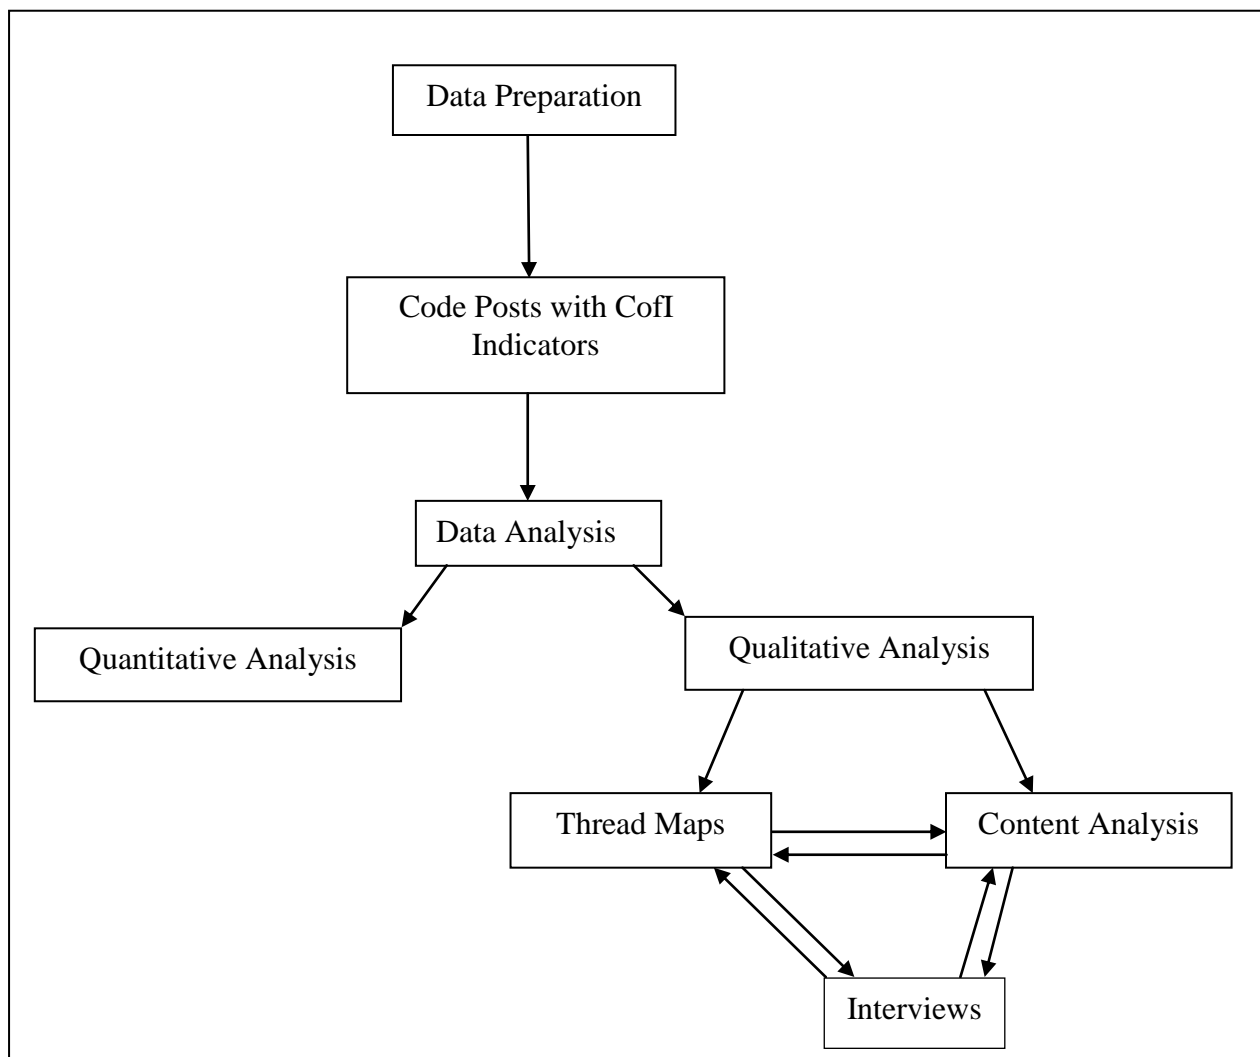 Data Preparation
Code Posts with CofI
Indicators
Data Analysis
Quantitative Analysis
Qualitative Analysis
Thread Maps
Content Analysis
Interviews